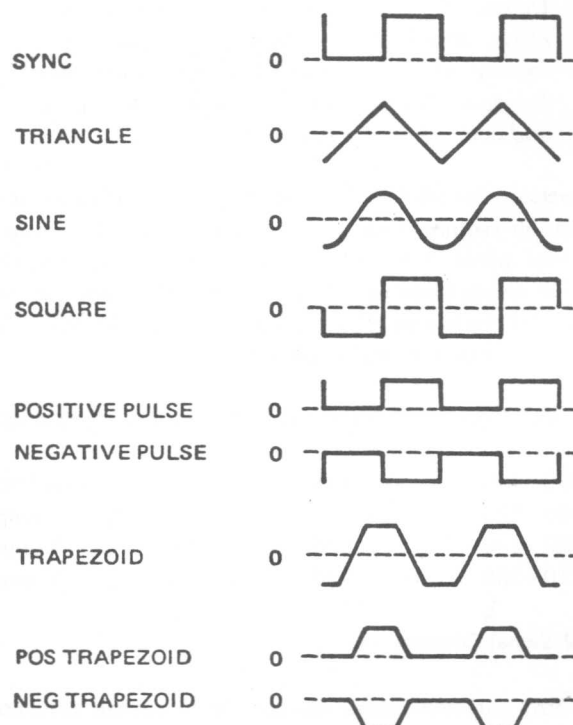 SYNC 0
TRIANGLE 0
SINE 0
SQUARE 0
POSITIVE PULSE 0
NEGATIVE PULSE 0
TRAPEZOID 0
POS TRAPEZOID 0
NEG TRAPEZOID 0